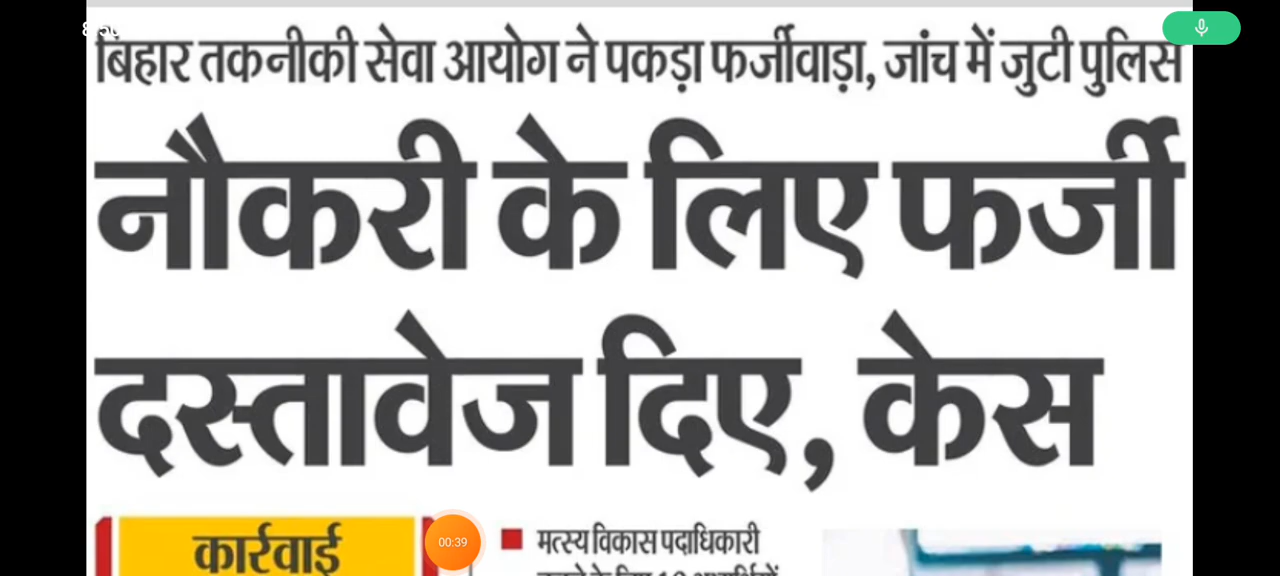 बिहार तकनीकी सेवा आयोग ने पकड़ा फर्जीवाड़ा, जांच में जुटी पुलिस
नौकरी के लिए फर्जी
दस्तावेज दिए, केस
कार्रवाई
00:39
मत्स्य विकास पदाधिकारी